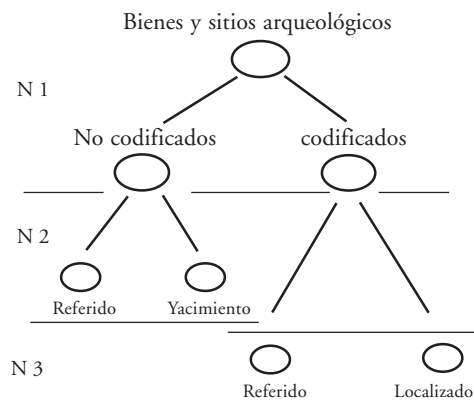 Bienes y sitios arqueológicos
N 1
No codificados codificados
N 2
Referido Yacimiento
N 3
Referido Localizado